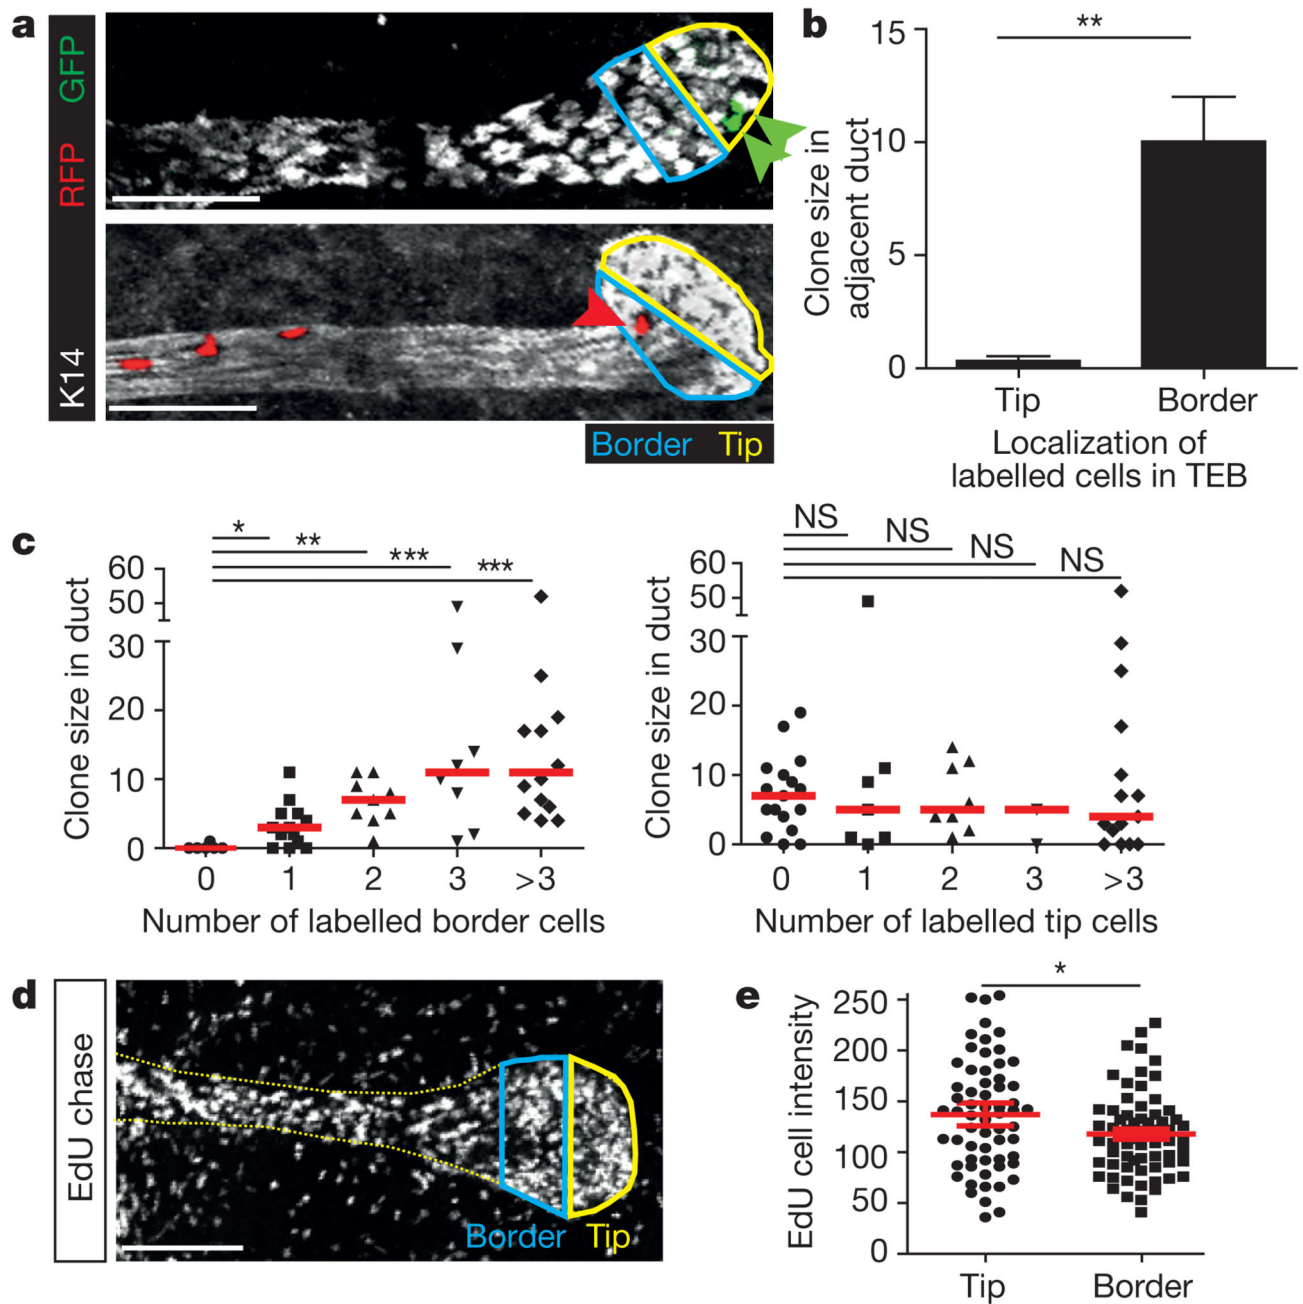 a
K14 RFP GFP
Border Tip
b
Clone size in
adjacent duct
15
10
5
0
**
Tip Border
Localization of
labelled cells in TEB
c
Clone size in duct
60
50
30
20
10
0
* ** *** ***
0 1 2 3 >3
Number of labelled border cells
Clone size in duct
60
50
30
20
10
0
NS NS NS NS
0 1 2 3 >3
Number of labelled tip cells
d
EdU chase
Border Tip
e
EdU cell intensity
250
200
150
100
50
0
*
Tip Border